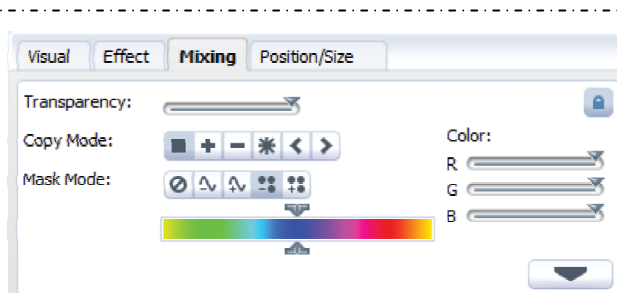 Visual Effect Mixing Position/Size
Transparency:
Copy Mode:
Mask Mode:
Color:
R
G
B